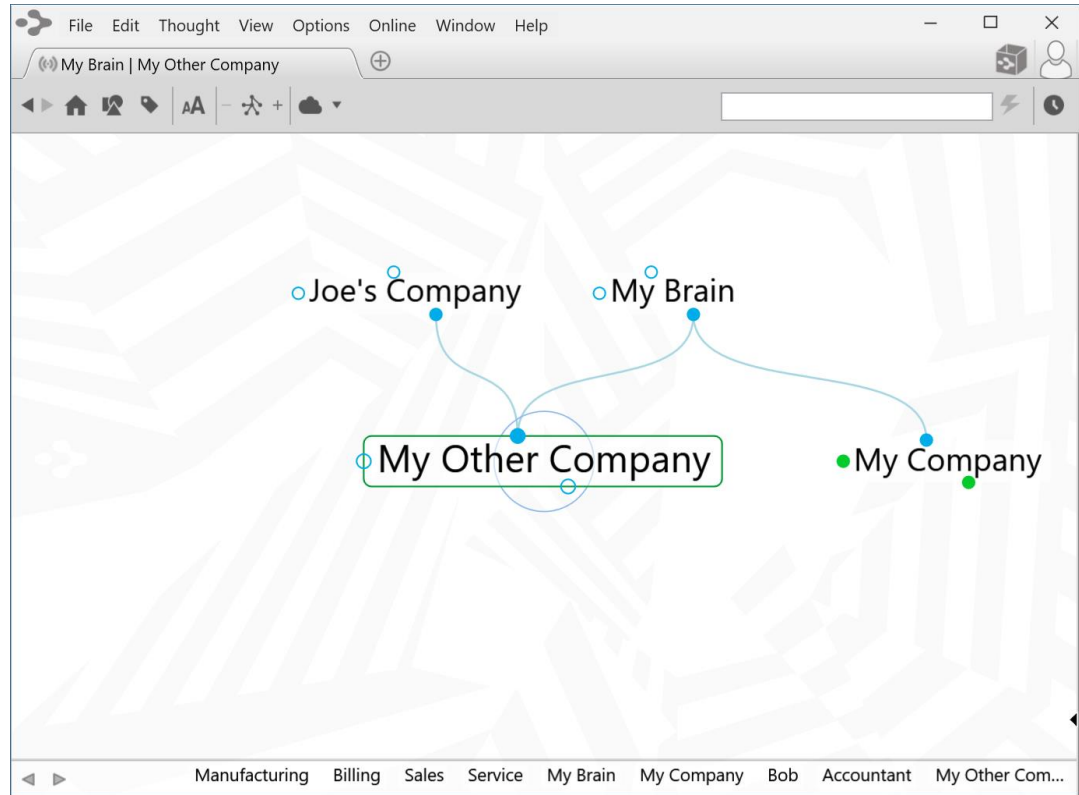 File Edit Thought View Options Online Window Help
My Brain | My Other Company
AA
Joe's Company My Brain
My Other Company My Company
Manufacturing Billing Sales Service My Brain My Company Bob Accountant My Other Com...